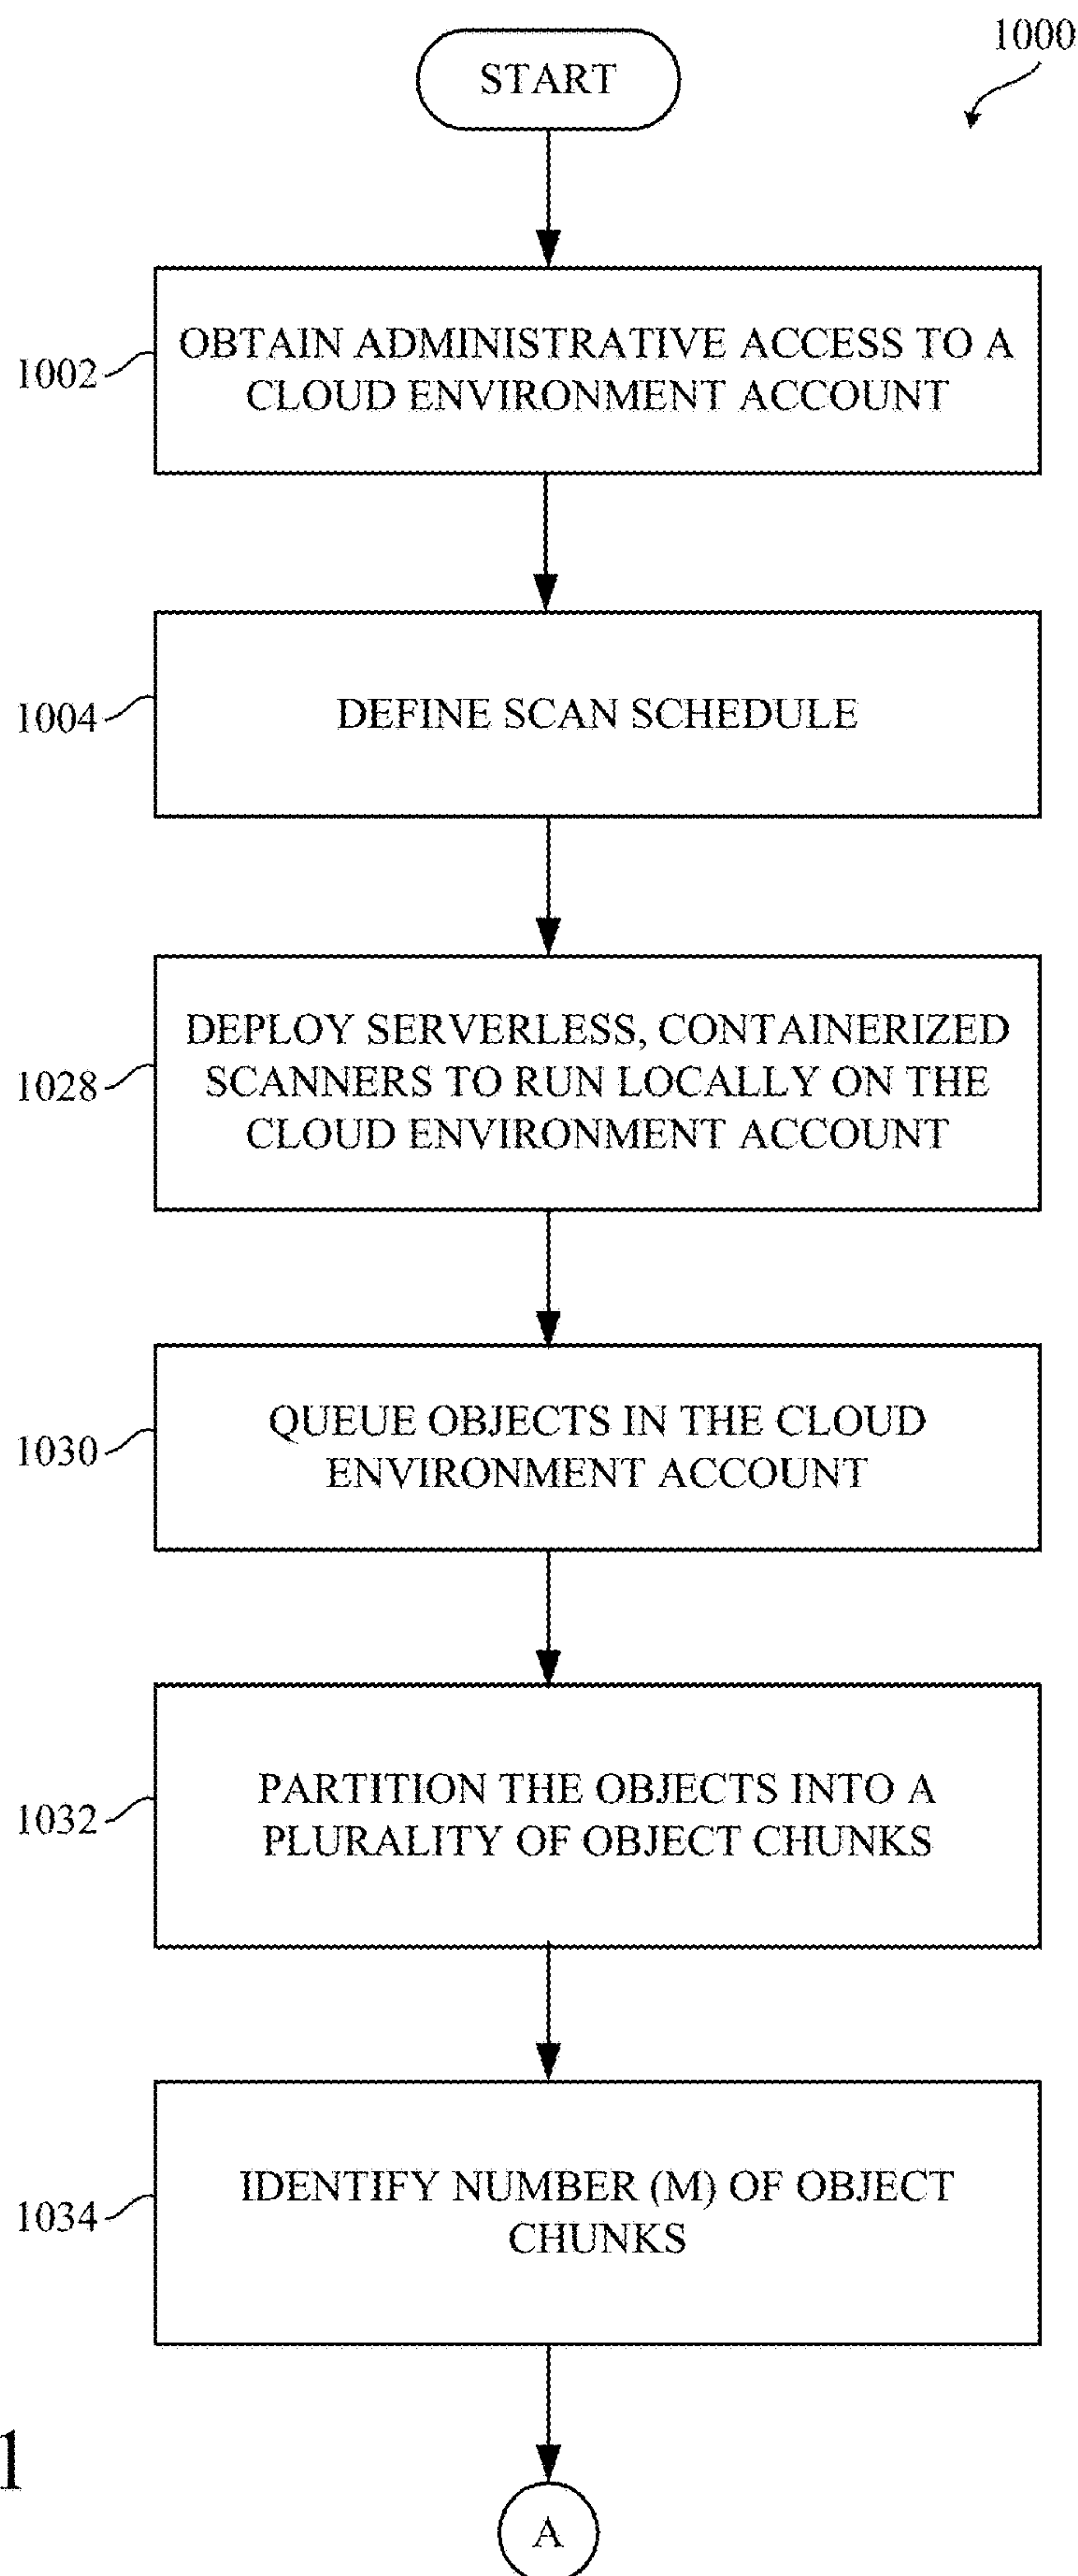 1000
START
1002
OBTAIN ADMINISTRATIVE ACCESS TO A
CLOUD ENVIRONMENT ACCOUNT
1004
DEFINE SCAN SCHEDULE
1028
DEPLOY SERVERLESS, CONTAINERIZED
SCANNERS TO RUN LOCALLY ON THE
CLOUD ENVIRONMENT ACCOUNT
1030
QUEUE OBJECTS IN THE CLOUD
ENVIRONMENT ACCOUNT
1032
PARTITION THE OBJECTS INTO A
PLURALITY OF OBJECT CHUNKS
1034
IDENTIFY NUMBER (M) OF OBJECT
CHUNKS
1
A